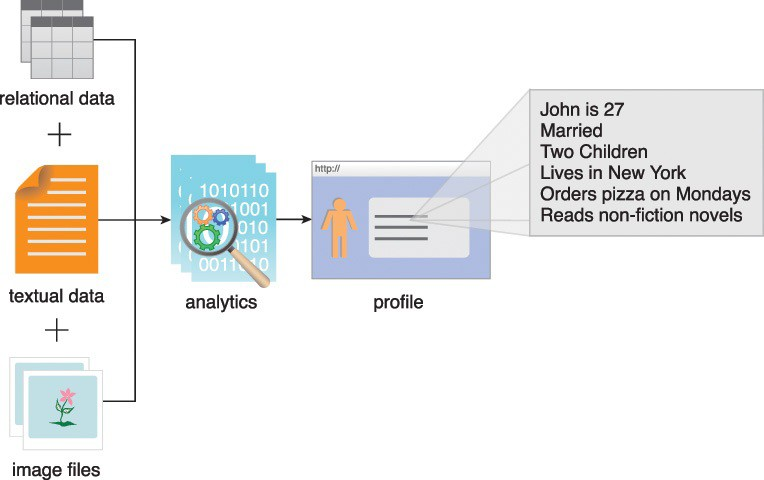 relational data
+
textual data
+
image files
1010110
1001
010
0101
0011010
analytics
http://
profile
John is 27
Married
Two Children
Lives in New York
Orders pizza on Mondays
Reads non-fiction novels